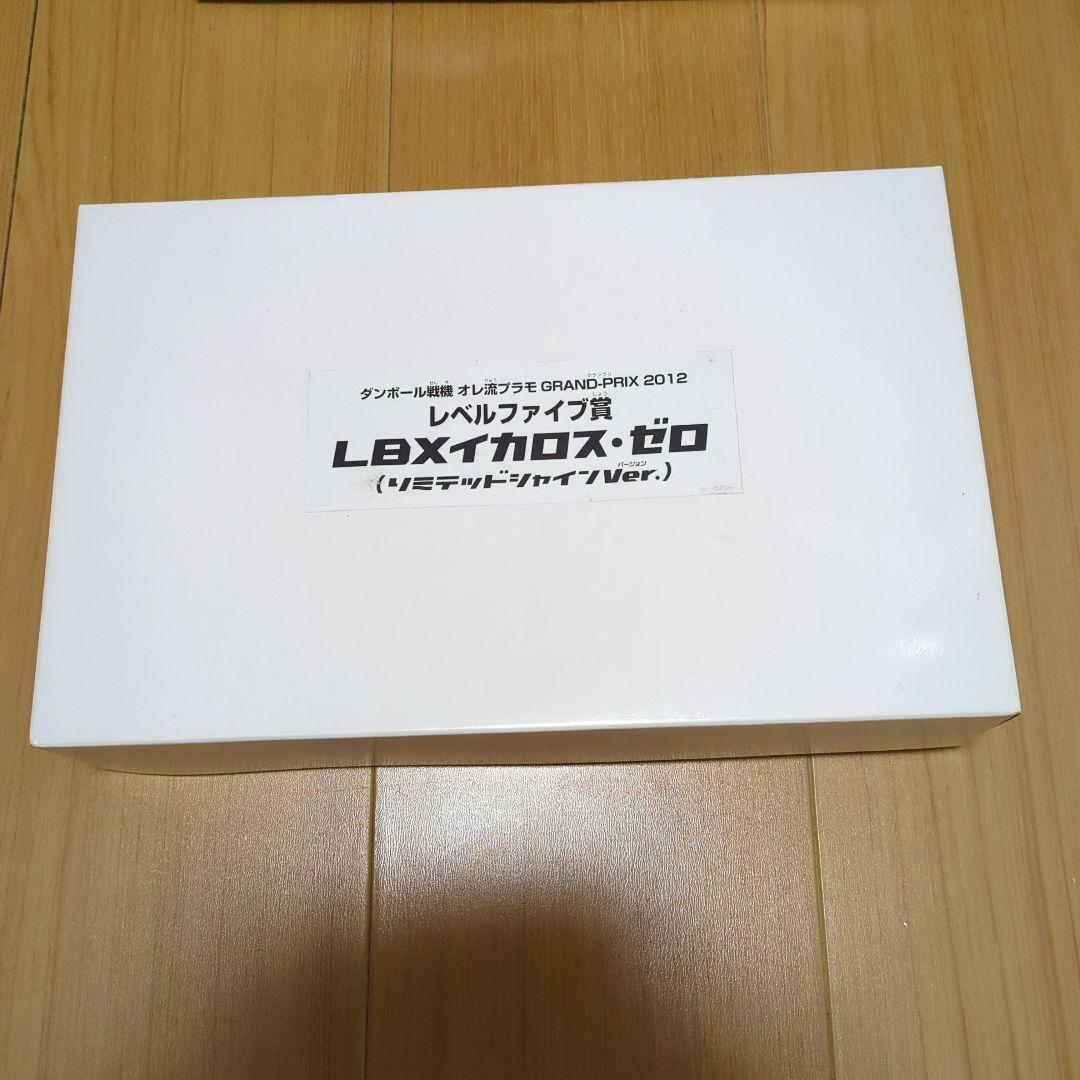 ダンボール戦機 オレ流プラモ GRAND-PRIX 2012
レベルファイブ賞
LBXイカロス・ゼロ
(リミテッドシャインVer.)